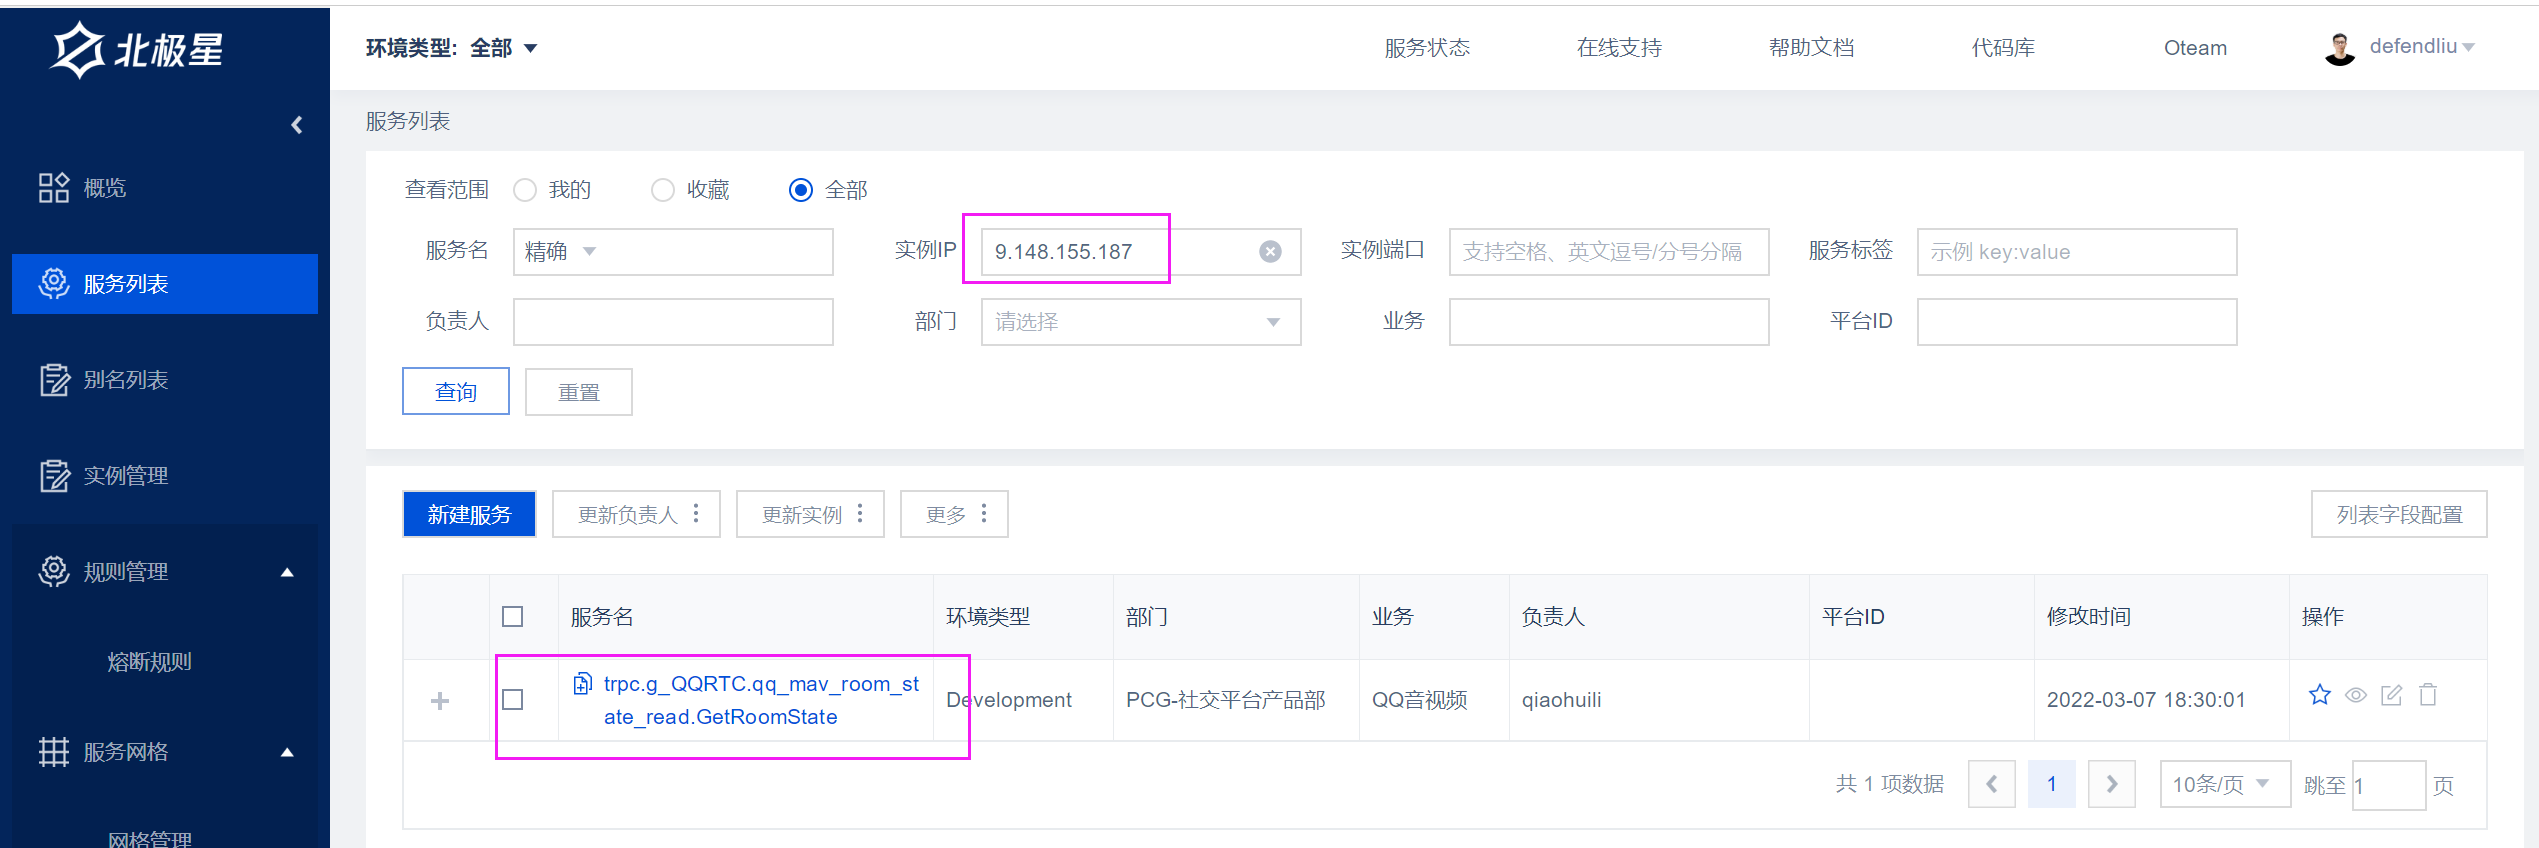 北极星
环境类型: 全部
服务状态
在线支持
帮助文档
代码库
Oteam
defendliu
概览
服务列表
别名列表
实例管理
规则管理
熔断规则
服务网格
网格管理
服务列表
查看范围
我的
收藏
全部
服务名
精确
实例IP
9.148.155.187
实例端口
支持空格、英文逗号/分号分隔
服务标签
示例 key:value
负责人
部门
请选择
业务
平台ID
查询
重置
新建服务
更新负责人
更新实例
更多
列表字段配置
服务名
环境类型
部门
业务
负责人
平台ID
修改时间
操作
trpc.g_QQRTC.qq_mav_room_st
ate_read.GetRoomState
Development
PCG-社交平台产品部
QQ音视频
qiaohuili
2022-03-07 18:30:01
共 1 项数据
1
10条/页
跳至 1 页